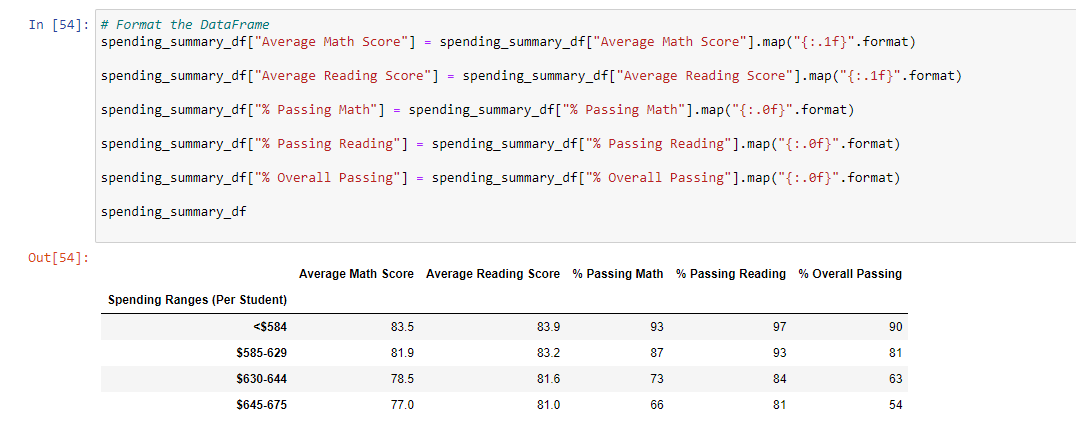 In [54]: # Format the DataFrame
spending_summary_df["Average Math Score"] = spending_summary_df["Average Math Score"].map("{:.1f}".format)
spending_summary_df["Average Reading Score"] = spending_summary_df["Average Reading Score"].map("{:.1f}".format)
spending_summary_df["% Passing Math"] = spending_summary_df["% Passing Math"].map("{:.0f}".format)
spending_summary_df["% Passing Reading"] = spending_summary_df["% Passing Reading"].map("{:.0f}".format)
spending_summary_df["% Overall Passing"] = spending_summary_df["% Overall Passing"].map("{:.0f}".format)
spending_summary_df
Out[54]:
Average Math Score Average Reading Score % Passing Math % Passing Reading % Overall Passing
Spending Ranges (Per Student)
<$584 83.5 83.9 93 97 90
$585-629 81.9 83.2 87 93 81
$630-644 78.5 81.6 73 84 63
$645-675 77.0 81.0 66 81 54